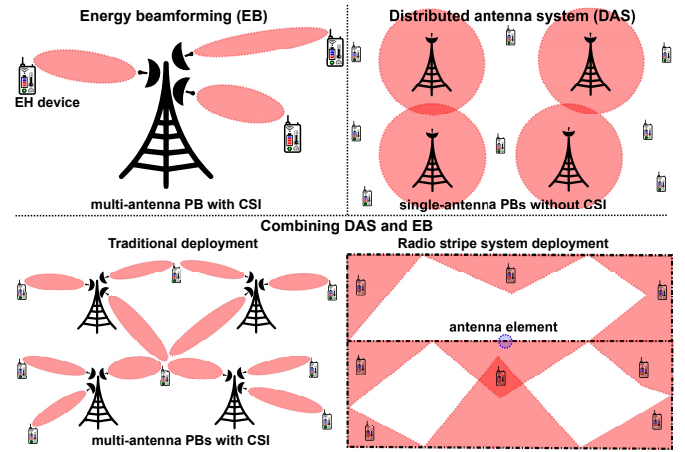 Energy beamforming (EB)
Distributed antenna system (DAS)
EH device
multi-antenna PB with CSI
single-antenna PBs without CSI
Combining DAS and EB
Traditional deployment
Radio stripe system deployment
antenna element
multi-antenna PBs with CSI